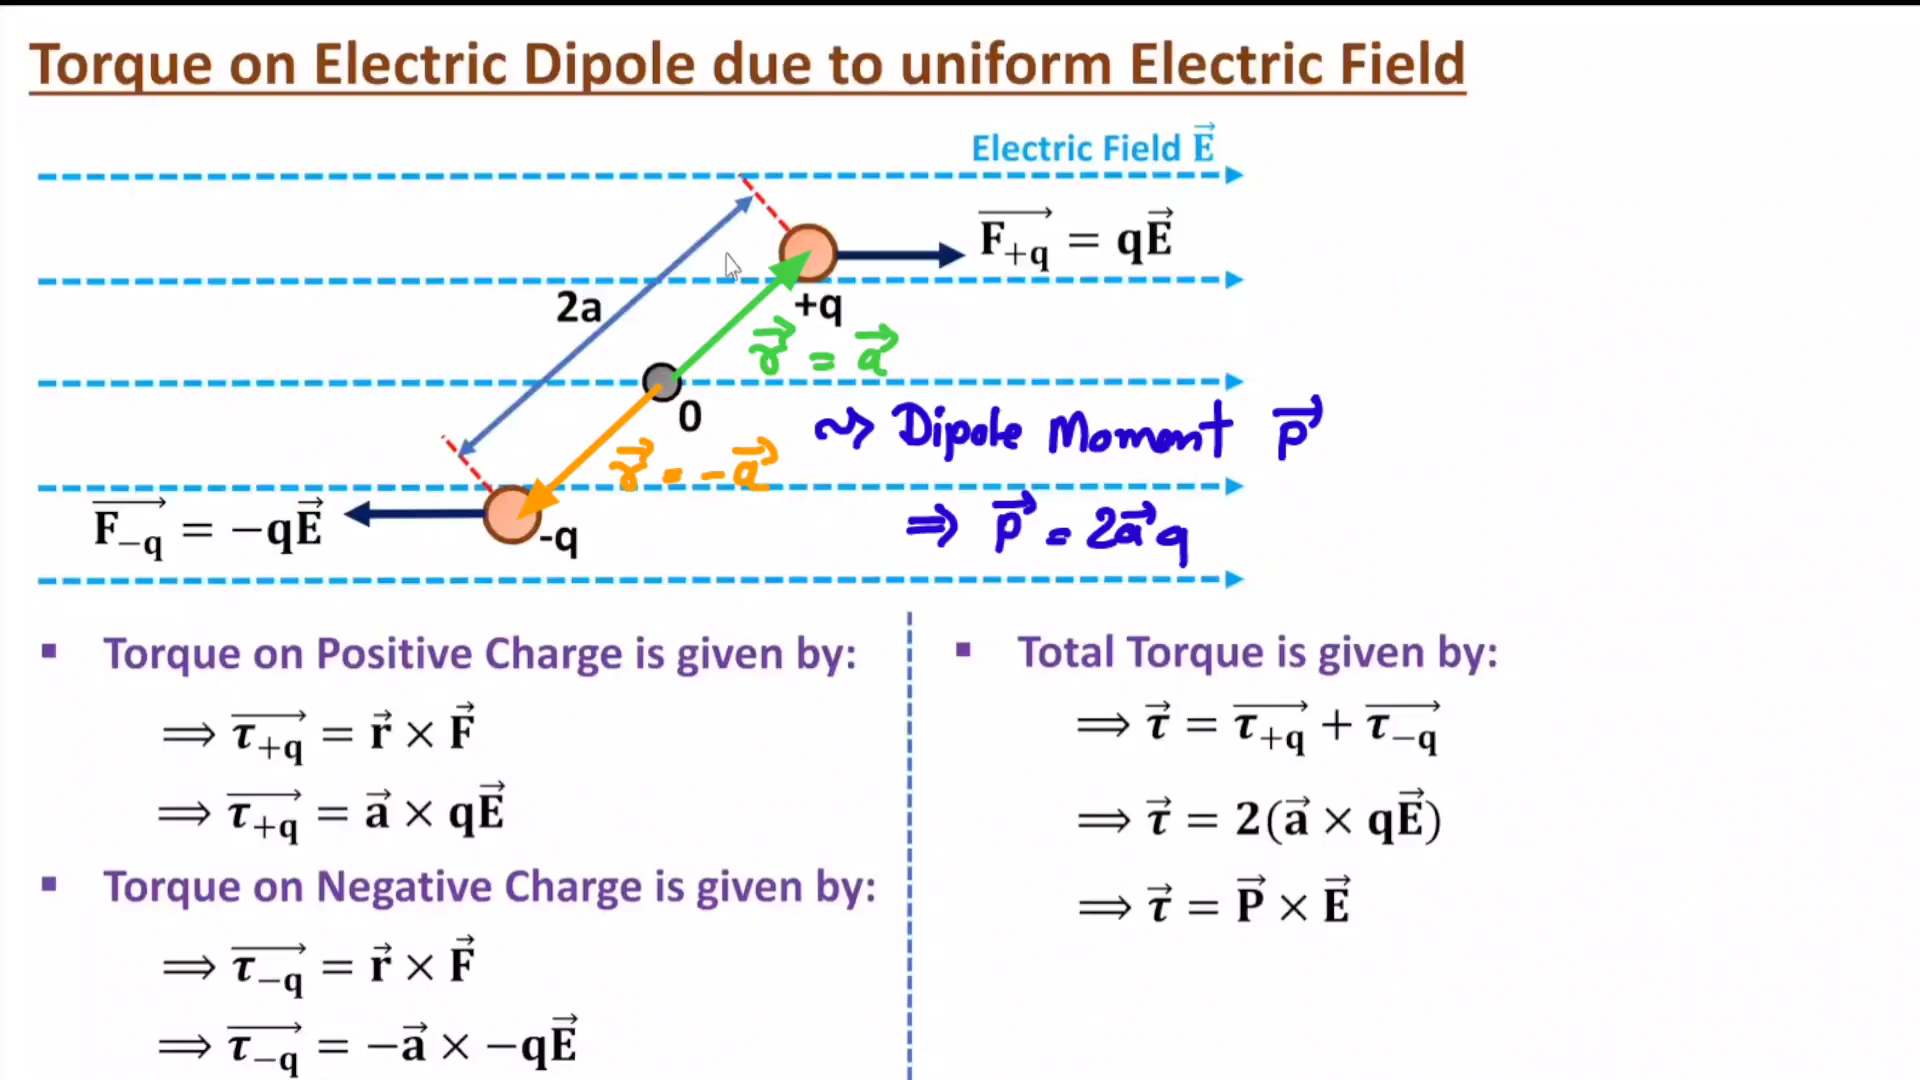 Torque on Electric Dipole due to uniform Electric Field
Electric Field E⃗
F₊q⃗ = qE⃗
2a
+q
r⃗ = a⃗
0
⇝ Dipole Moment p⃗
r⃗ = -a⃗
F₋q⃗ = −qE⃗
-q
⇒ p⃗ = 2a⃗q
▪ Torque on Positive Charge is given by:
⟹ τ₊q⃗ = r⃗ × F⃗
⟹ τ₊q⃗ = a⃗ × qE⃗
▪ Torque on Negative Charge is given by:
⟹ τ₋q⃗ = r⃗ × F⃗
⟹ τ₋q⃗ = −a⃗ × −qE⃗
▪ Total Torque is given by:
⟹ τ⃗ = τ₊q⃗ + τ₋q⃗
⟹ τ⃗ = 2(a⃗ × qE⃗)
⟹ τ⃗ = P⃗ × E⃗